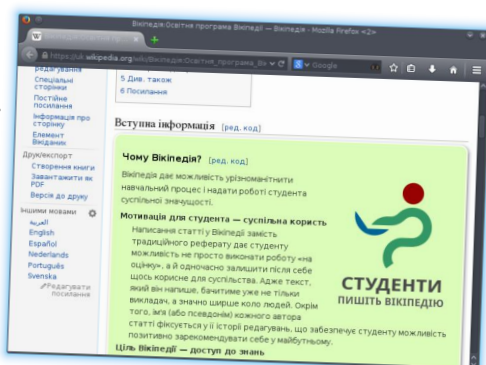 Вікіпедія:Освітня програма Вікіпедії — Вікіпедія - Mozilla Firefox <2>
https://uk.wikipedia.org/wiki/Вікіпедія:Освітня_програма_Ві
Google
редагування
Спеціальні
сторінки
Постійне
посилання
Інформація про
сторінку
Елемент
Вікіданих
Друк/експорт
Створення книги
Завантажити як
PDF
Версія до друку
Іншими мовами
العربية
English
Español
Nederlands
Português
Svenska
Редагувати
посилання
5 Див. також
6 Посилання
Вступна інформація [ред. код]
Чому Вікіпедія? [ред. код]
Вікіпедія дає можливість урізноманітнити
навчальний процес і надати роботі студента
суспільної значущості.
Мотивація для студента — суспільна користь
Написання статті у Вікіпедії замість
традиційного реферату дає студенту
можливість не просто виконати роботу «на
оцінку», а й одночасно залишити після себе
щось корисне для суспільства. Адже текст,
який він напише, бачитиме уже не тільки
викладач, а значно ширше коло людей. Окрім
того, ім'я (або псевдонім) кожного автора
статті фіксується у її історії редагувань, що забезпечує студенту можливість
позитивно зарекомендувати себе у майбутньому.
Ціль Вікіпедії — доступ до знань
СТУДЕНТИ
ПИШІТЬ ВІКІПЕДІЮ